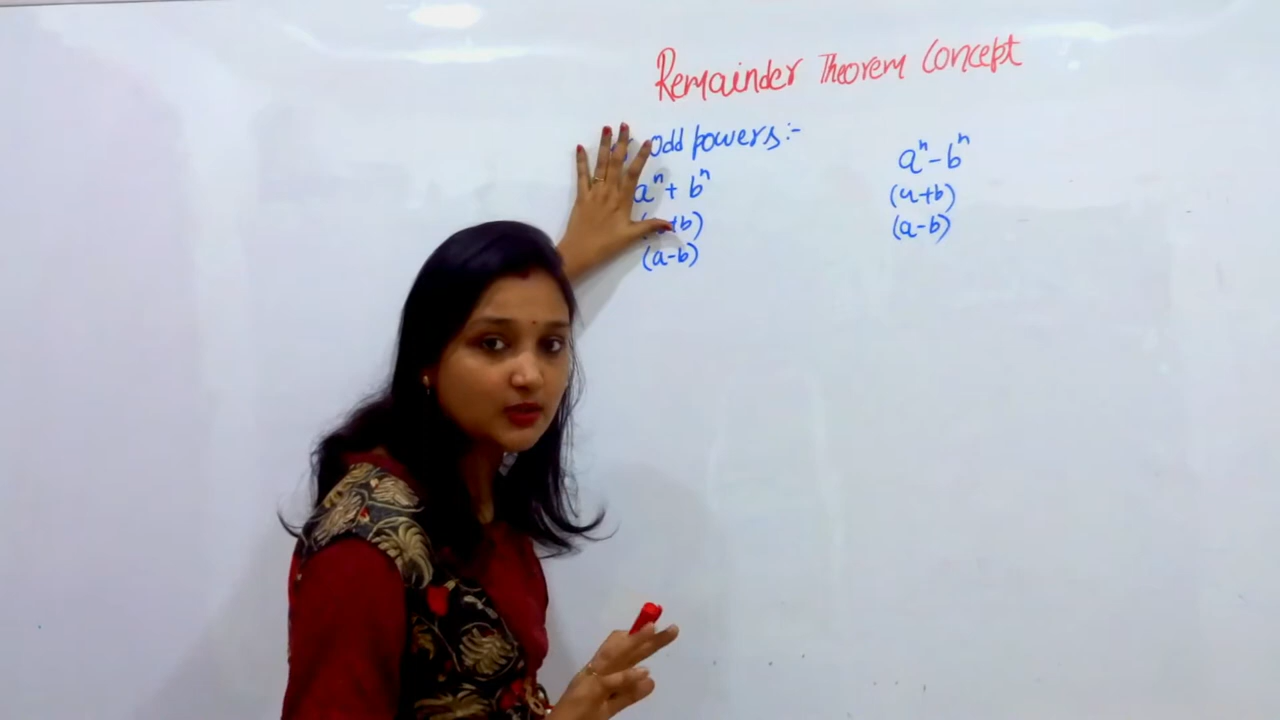 Remainder Theorem Concept
odd powers:-
aⁿ + bⁿ
(a+b)
(a-b)
aⁿ - bⁿ
(a+b)
(a-b)